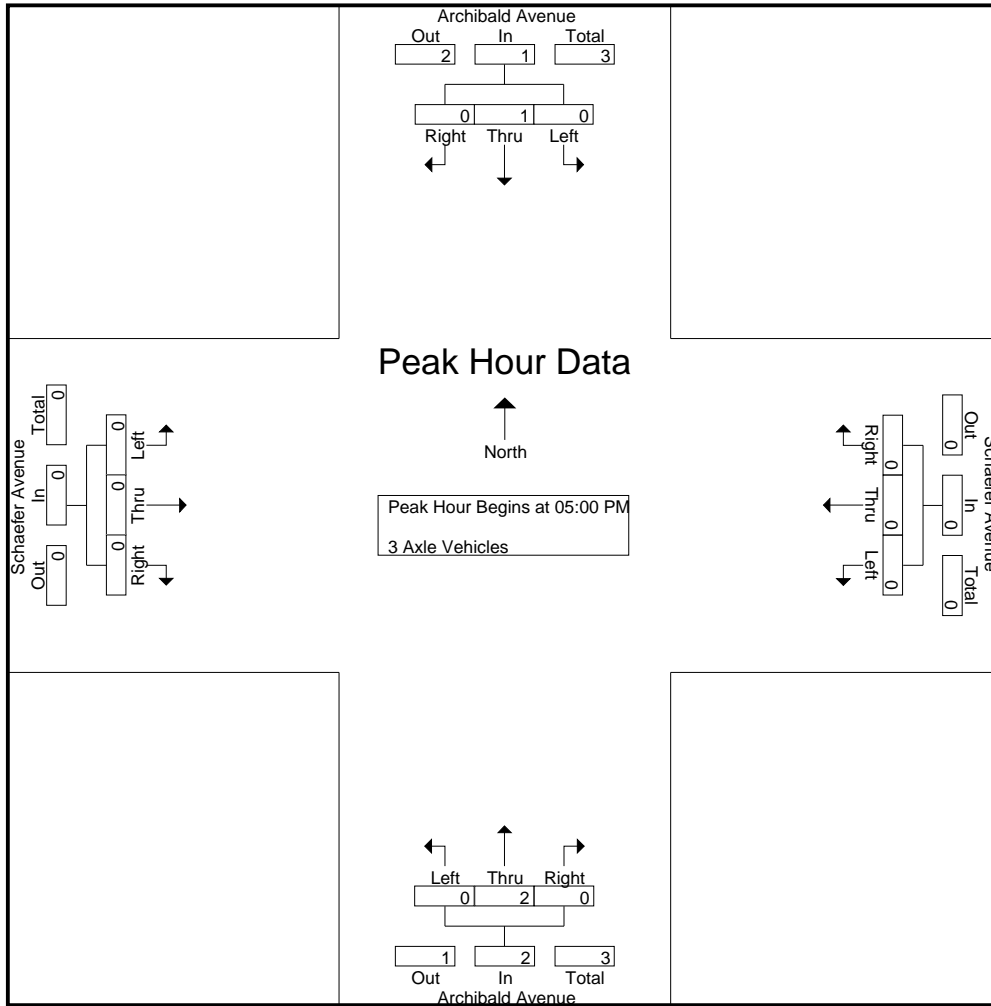 Archibald Avenue
Out In Total
2 1 3
0 1 0
Right Thru Left
Peak Hour Data
North
Peak Hour Begins at 05:00 PM
3 Axle Vehicles
Schaefer Avenue
Out In Total
0 0 0
0 0 0
Right Thru Left
Schaefer Avenue
Total In Out
0 0 0
0 0 0
Left Thru Right
Left Thru Right
0 2 0
1 2 3
Out In Total
Archibald Avenue